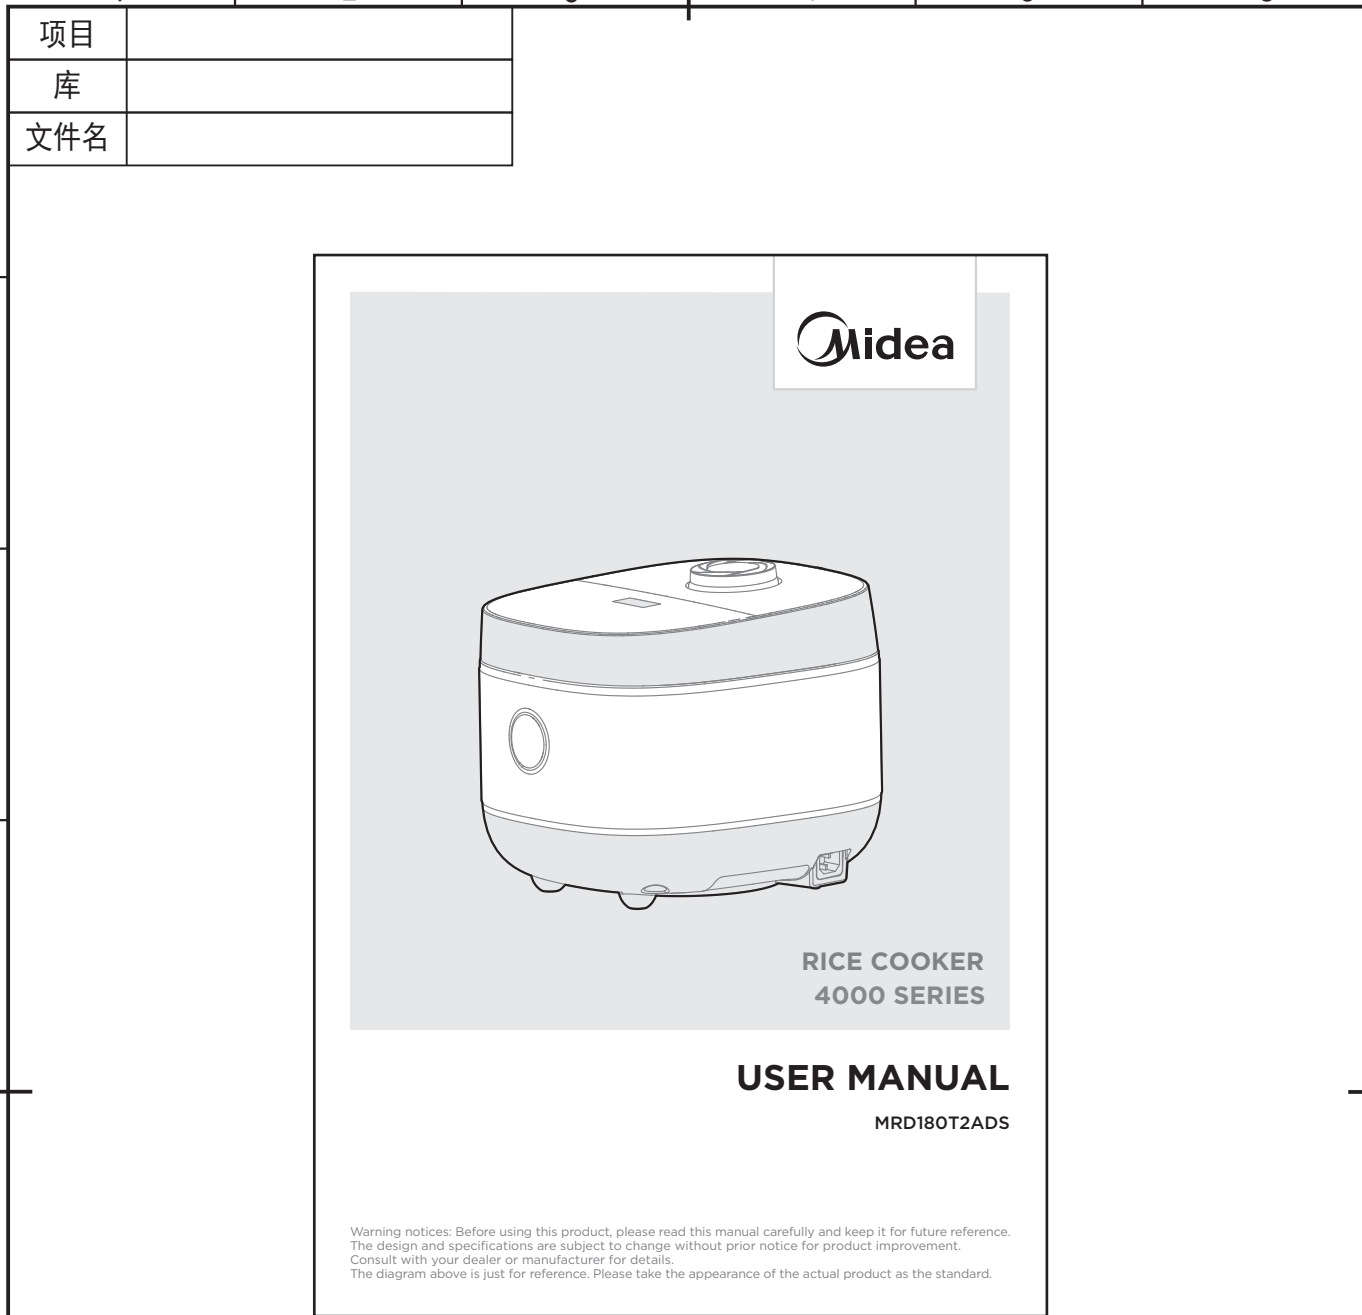 项目
库
文件名
Midea
RICE COOKER
4000 SERIES
USER MANUAL
MRD180T2ADS
Warning notices: Before using this product, please read this manual carefully and keep it for future reference.
The design and specifications are subject to change without prior notice for product improvement.
Consult with your dealer or manufacturer for details.
The diagram above is just for reference. Please take the appearance of the actual product as the standard.